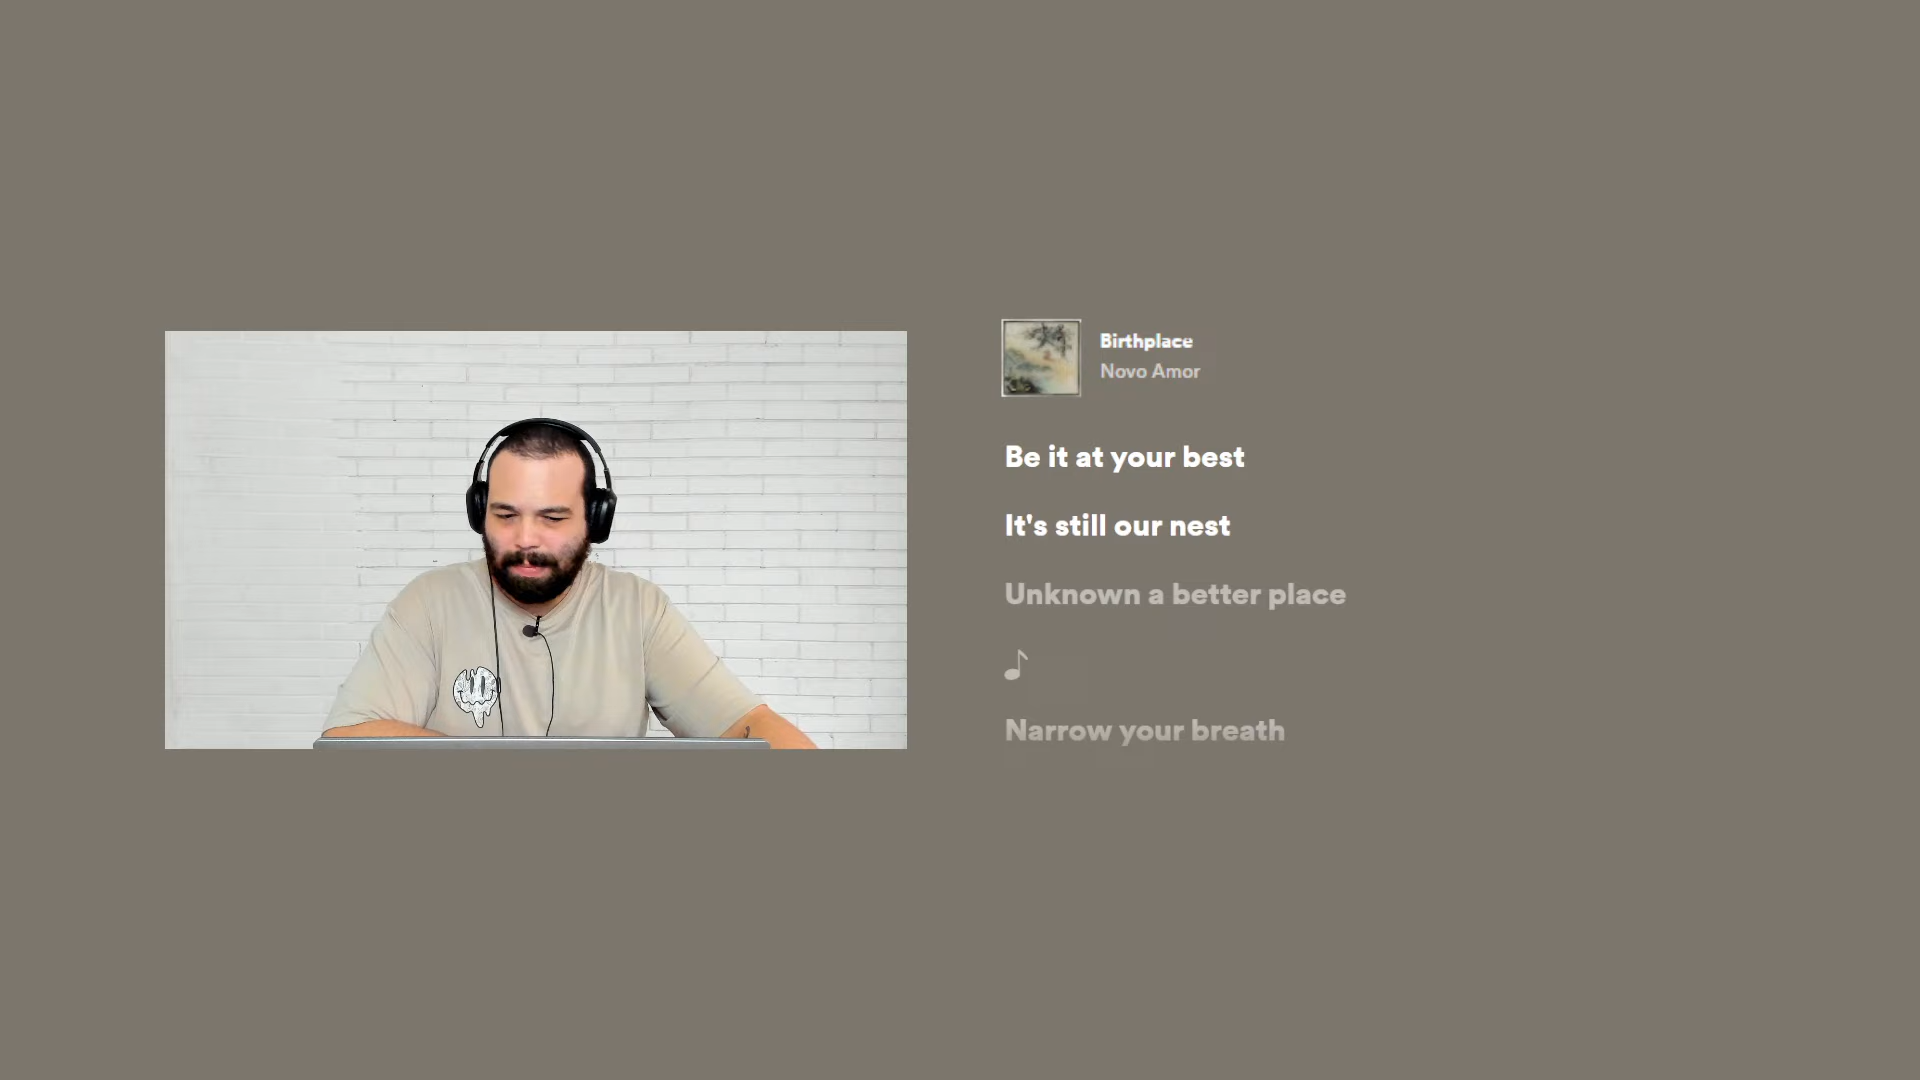 Birthplace
Novo Amor
Be it at your best
It's still our nest
Unknown a better place
Narrow your breath